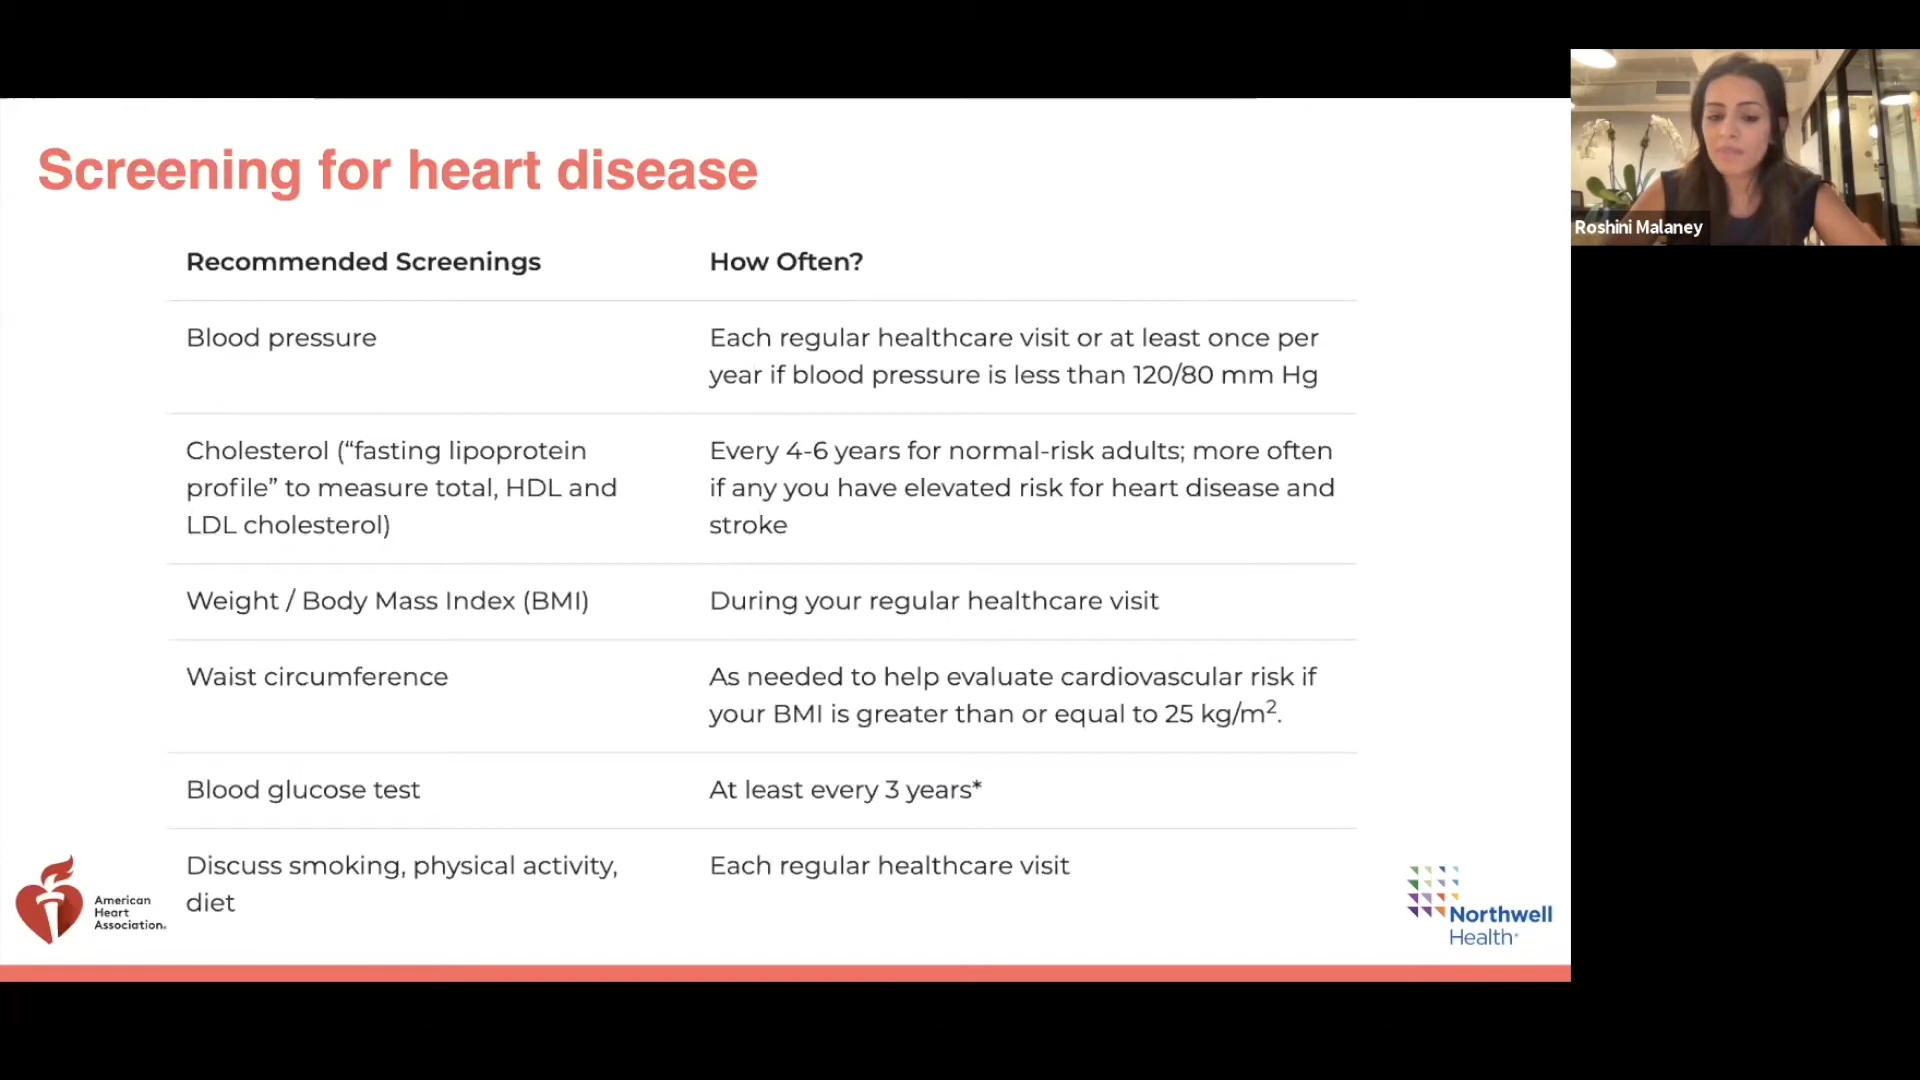 Screening for heart disease
Recommended Screenings
How Often?
Blood pressure
Each regular healthcare visit or at least once per
year if blood pressure is less than 120/80 mm Hg
Cholesterol (“fasting lipoprotein
profile” to measure total, HDL and
LDL cholesterol)
Every 4-6 years for normal-risk adults; more often
if any you have elevated risk for heart disease and
stroke
Weight / Body Mass Index (BMI)
During your regular healthcare visit
Waist circumference
As needed to help evaluate cardiovascular risk if
your BMI is greater than or equal to 25 kg/m².
Blood glucose test
At least every 3 years*
Discuss smoking, physical activity,
diet
Each regular healthcare visit
American
Heart
Association®
Northwell
Health®
Roshini Malaney